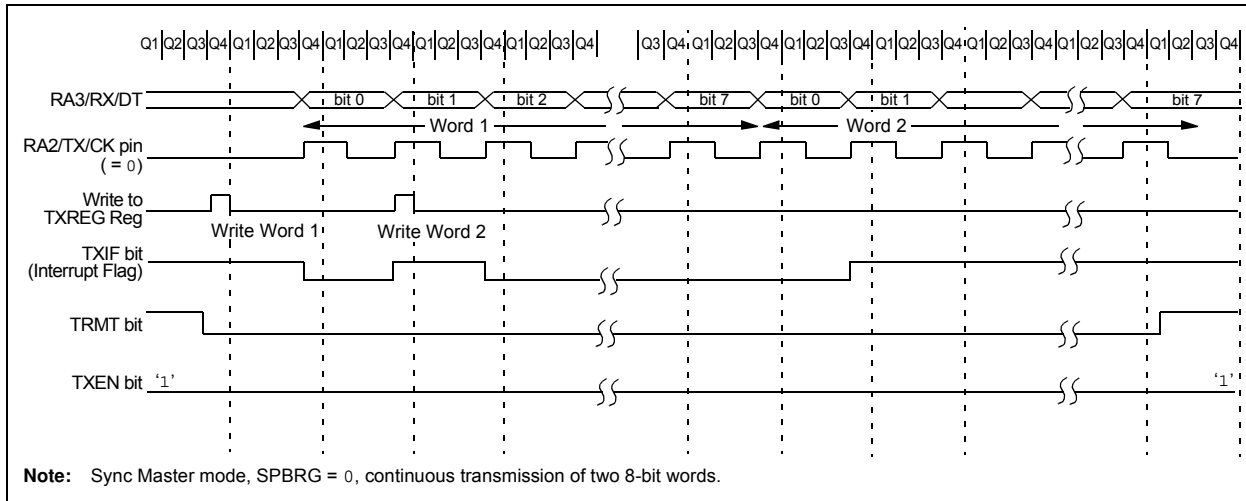 Q1 Q2 Q3 Q4 Q1 Q2 Q3 Q4 Q1 Q2 Q3 Q4 Q1 Q2 Q3 Q4 Q1 Q2 Q3 Q4 Q3 Q4 Q1 Q2 Q3 Q4 Q1 Q2 Q3 Q4 Q1 Q2 Q3 Q4 Q1 Q2 Q3 Q4 Q1 Q2 Q3 Q4 Q1 Q2 Q3 Q4
RA3/RX/DT bit 0 bit 1 bit 2 bit 7 bit 0 bit 1 bit 7
Word 1 Word 2
RA2/TX/CK pin
( = 0)
Write to
TXREG Reg
Write Word 1 Write Word 2
TXIF bit
(Interrupt Flag)
TRMT bit
TXEN bit ‘1’ ‘1’
Note: Sync Master mode, SPBRG = 0, continuous transmission of two 8-bit words.